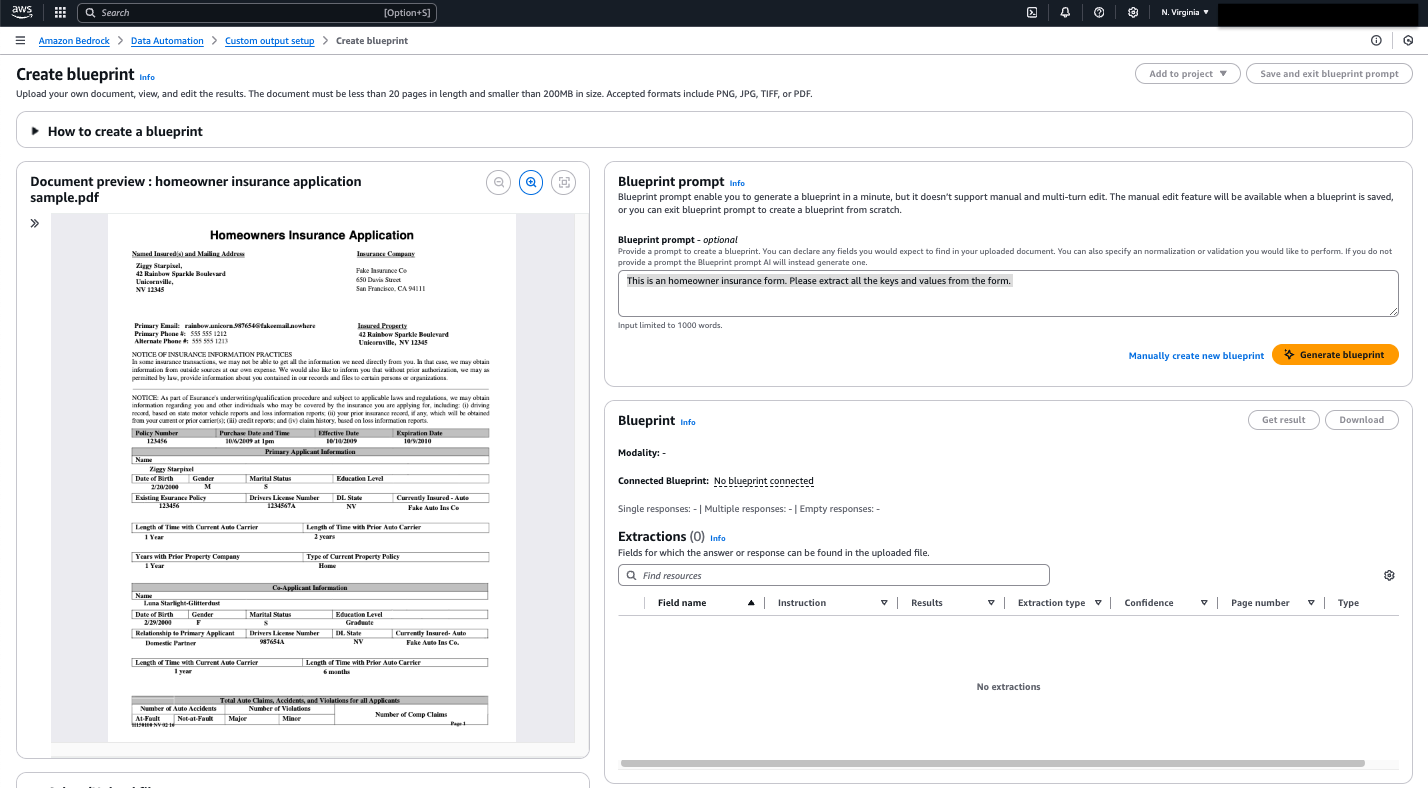 aws
Search [Option+S]
N. Virginia
Amazon Bedrock
Data Automation
Custom output setup
Create blueprint
Create blueprint Info
Add to project
Save and exit blueprint prompt
Upload your own document, view, and edit the results. The document must be less than 20 pages in length and smaller than 200MB in size. Accepted formats include PNG, JPG, TIFF, or PDF.
How to create a blueprint
Document preview : homeowner insurance application
sample.pdf
Homeowners Insurance Application
Named Insured(s) and Mailing Address Insurance Company
Ziggy Starpixel,
42 Rainbow Sparkle Boulevard
Unicornville,
NV 12345
Fake Insurance Co
650 Davis Street
San Francisco, CA 94111
Primary Email: rainbow.unicorn.987654@fakeemail.nowhere
Primary Phone #: 555 555 1212
Alternate Phone #: 555 555 1213
Insured Property
42 Rainbow Sparkle Boulevard
Unicornville, NV 12345
NOTICE OF INSURANCE INFORMATION PRACTICES
In some insurance transactions, we may not be able to get all the information we need directly from you. In that case, we may obtain
information from outside sources at our own expense. We would also like to inform you that without prior authorization, we may as
permitted by law, provide information about you contained in our records and files to certain persons or organizations.
NOTICE: As part of Esurance's underwriting/qualification procedure and subject to applicable laws and regulations, we may obtain
information regarding you and other individuals who may be covered by the insurance you are applying for, including: (i) driving
record, based on state motor vehicle reports and loss information reports; (ii) your prior insurance record, if any, which will be obtained
from your current or prior carrier(s); (iii) credit reports; and (iv) claim history, based on loss information reports.
Policy Number Purchase Date and Time Effective Date Expiration Date
123456 10/6/2009 at 1pm 10/10/2009 10/9/2010
Primary Applicant Information
Name
Ziggy Starpixel
Date of Birth Gender Marital Status Education Level
2/20/2000 M S
Existing Esurance Policy Drivers License Number DL State Currently Insured - Auto
123456 1234567A NV Fake Auto Ins Co
Length of Time with Current Auto Carrier Length of Time with Prior Auto Carrier
1 Year 2 years
Years with Prior Property Company Type of Current Property Policy
1 Year Home
Co-Applicant Information
Name
Luna Starlight-Glitterdust
Date of Birth Gender Marital Status Education Level
2/29/2000 F S Graduate
Relationship to Primary Applicant Drivers License Number DL State Currently Insured- Auto
Domestic Partner 987654A NV Fake Auto Ins Co.
Length of Time with Current Auto Carrier Length of Time with Prior Auto Carrier
1 year 6 months
Total Auto Claims, Accidents, and Violations for all Applicants
Number of Auto Accidents Number of Violations Number of Comp Claims
At-Fault Not-at-Fault Major Minor
Page 1
Blueprint prompt Info
Blueprint prompt enable you to generate a blueprint in a minute, but it doesn't support manual and multi-turn edit. The manual edit feature will be available when a blueprint is saved,
or you can exit blueprint prompt to create a blueprint from scratch.
Blueprint prompt - optional
Provide a prompt to create a blueprint. You can declare any fields you would expect to find in your uploaded document. You can also specify an normalization or validation you would like to perform. If you do not
provide a prompt the Blueprint prompt AI will instead generate one.
This is an homeowner insurance form. Please extract all the keys and values from the form.
Input limited to 1000 words.
Manually create new blueprint
Generate blueprint
Blueprint Info
Get result
Download
Modality: -
Connected Blueprint: No blueprint connected
Single responses: - | Multiple responses: - | Empty responses: -
Extractions (0) Info
Fields for which the answer or response can be found in the uploaded file.
Find resources
Field name Instruction Results Extraction type Confidence Page number Type
No extractions